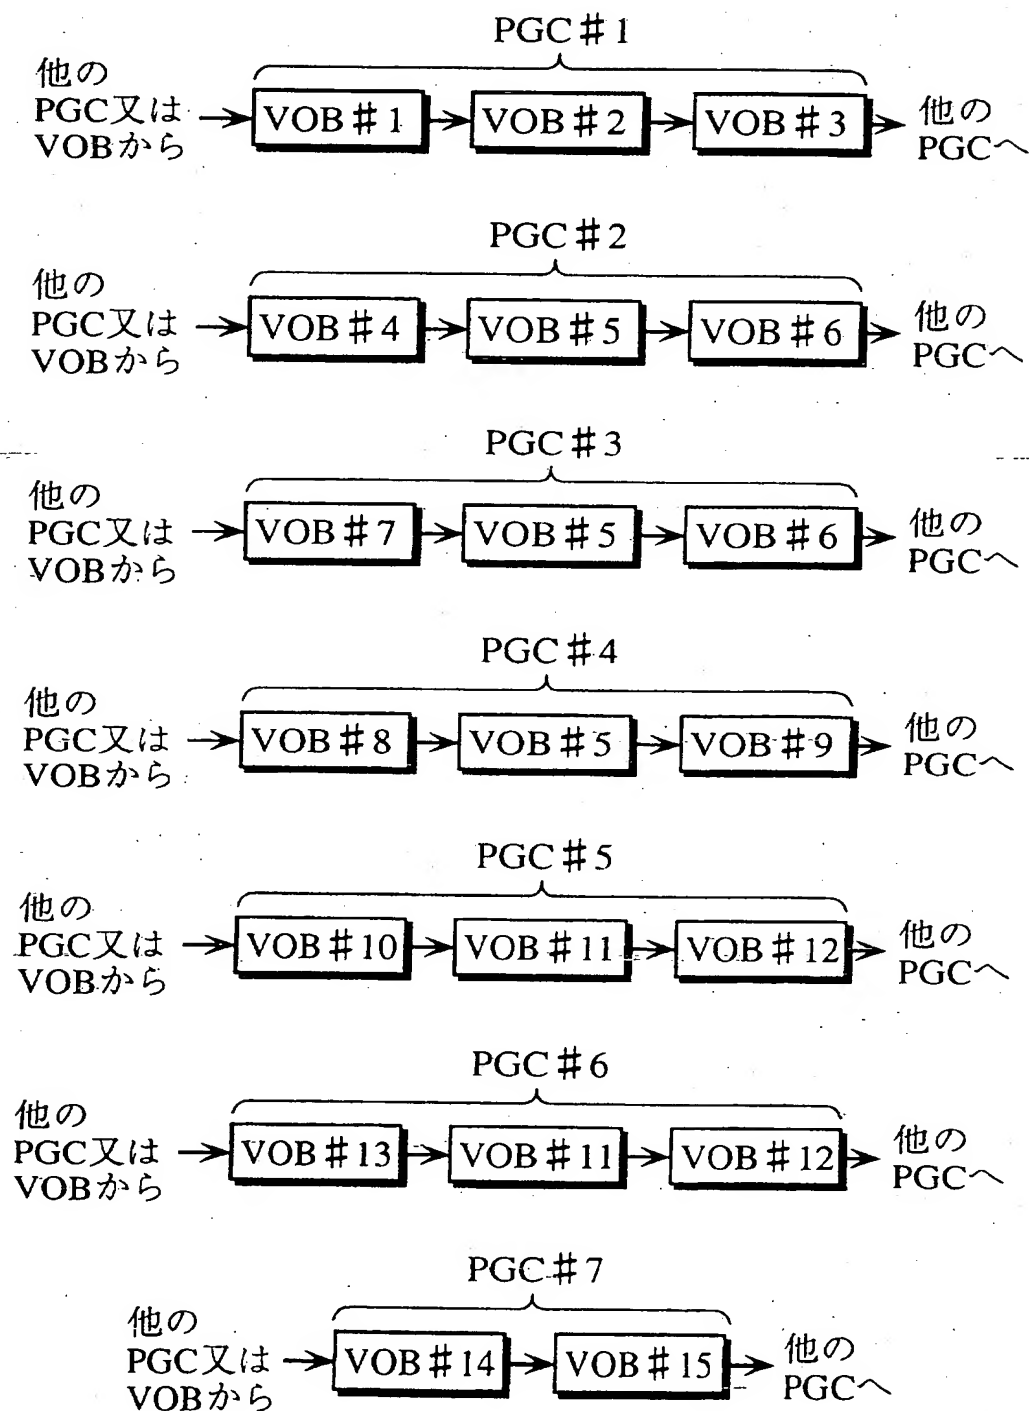 PGC#1
他の
PGC又は
VOBから
VOB#1
VOB#2
VOB#3
他の
PGCへ
PGC#2
他の
PGC又は
VOBから
VOB#4
VOB#5
VOB#6
他の
PGCへ
PGC#3
他の
PGC又は
VOBから
VOB#7
VOB#5
VOB#6
他の
PGCへ
PGC#4
他の
PGC又は
VOBから
VOB#8
VOB#5
VOB#9
他の
PGCへ
PGC#5
他の
PGC又は
VOBから
VOB#10
VOB#11
VOB#12
他の
PGCへ
PGC#6
他の
PGC又は
VOBから
VOB#13
VOB#11
VOB#12
他の
PGCへ
PGC#7
他の
PGC又は
VOBから
VOB#14
VOB#15
他の
PGCへ